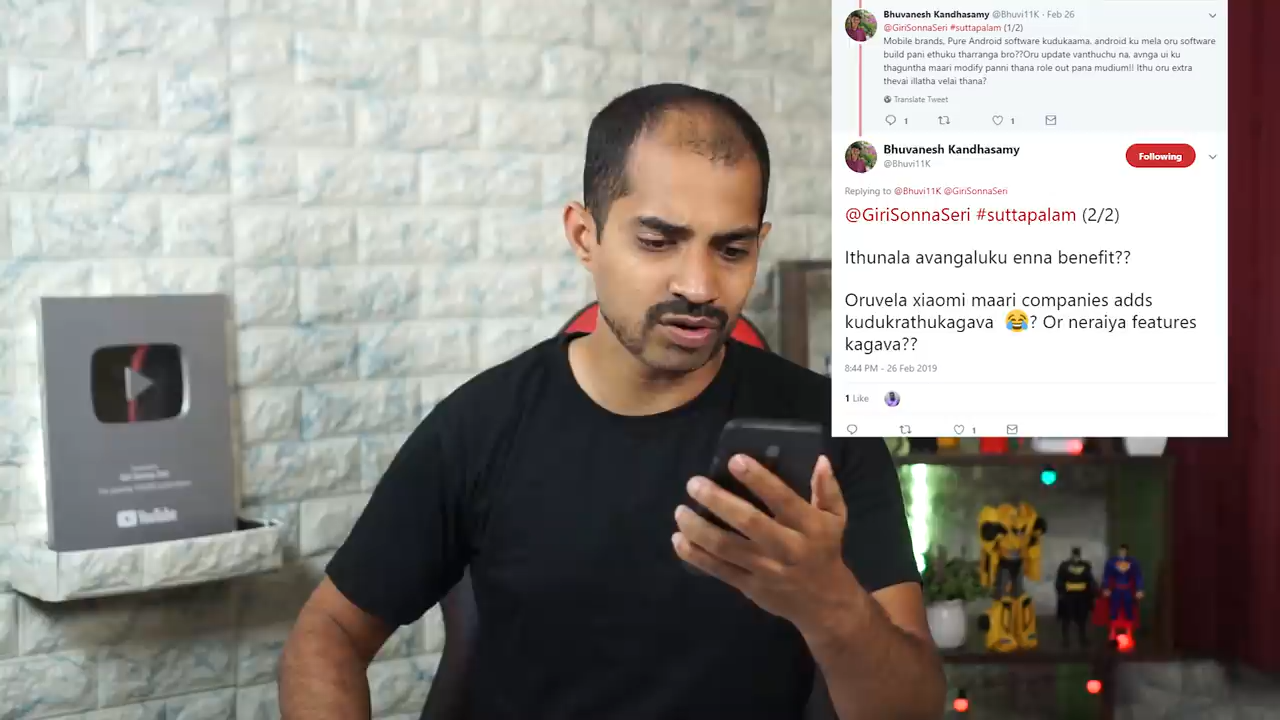 Bhuvanesh Kandhasamy @Bhuvi11K · Feb 26
@GiriSonnaSeri #suttapalam (1/2)
Mobile brands, Pure Android software kudukaama, android ku mela oru software
build pani ethuku tharranga bro??Oru update vanthuchu na, avnga ui ku
thaguntha maari modify panni thana role out pana mudium!! Ithu oru extra
thevai illatha velai thana?
Translate Tweet
1
1
Bhuvanesh Kandhasamy
@Bhuvi11K
Following
Replying to @Bhuvi11K @GiriSonnaSeri
@GiriSonnaSeri #suttapalam (2/2)
Ithunala avangaluku enna benefit??
Oruvela xiaomi maari companies adds
kudukrathukagava 😂? Or neraiya features
kagava??
8:44 PM - 26 Feb 2019
1 Like
1
YouTube